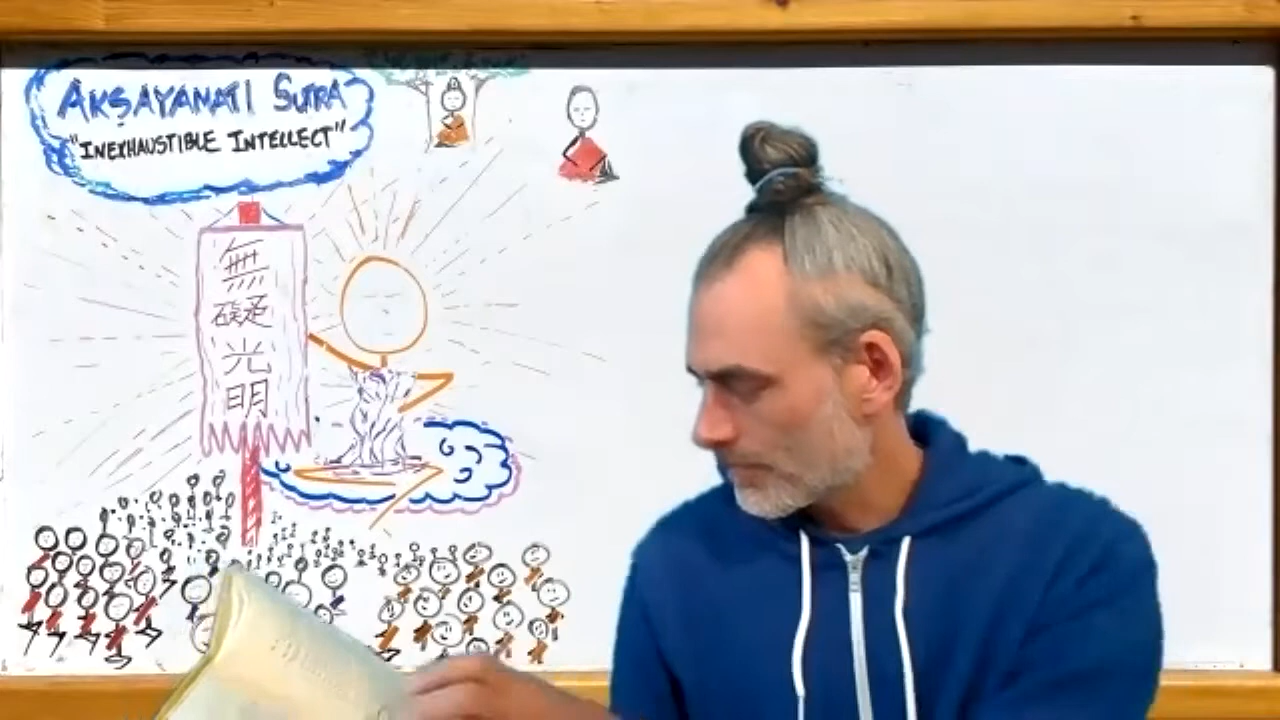 AKṢAYAMATI SUTRA
"INEXHAUSTIBLE INTELLECT"
無
礙
光
明